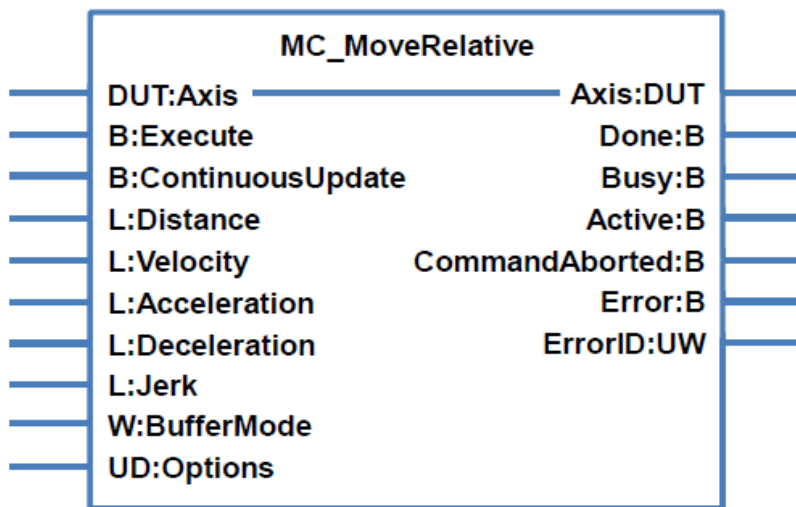 MC_MoveRelative
DUT:Axis Axis:DUT
B:Execute Done:B
B:ContinuousUpdate Busy:B
L:Distance Active:B
L:Velocity CommandAborted:B
L:Acceleration Error:B
L:Deceleration ErrorID:UW
L:Jerk
W:BufferMode
UD:Options